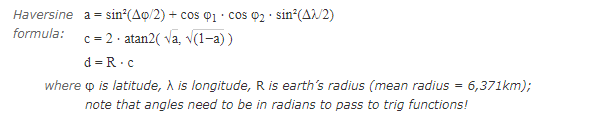 Haversine a = sin²(Δφ/2) + cos φ₁ ⋅ cos φ₂ ⋅ sin²(Δλ/2)
formula: c = 2 ⋅ atan2( √a, √(1−a) )
d = R ⋅ c
where φ is latitude, λ is longitude, R is earth’s radius (mean radius = 6,371km);
note that angles need to be in radians to pass to trig functions!